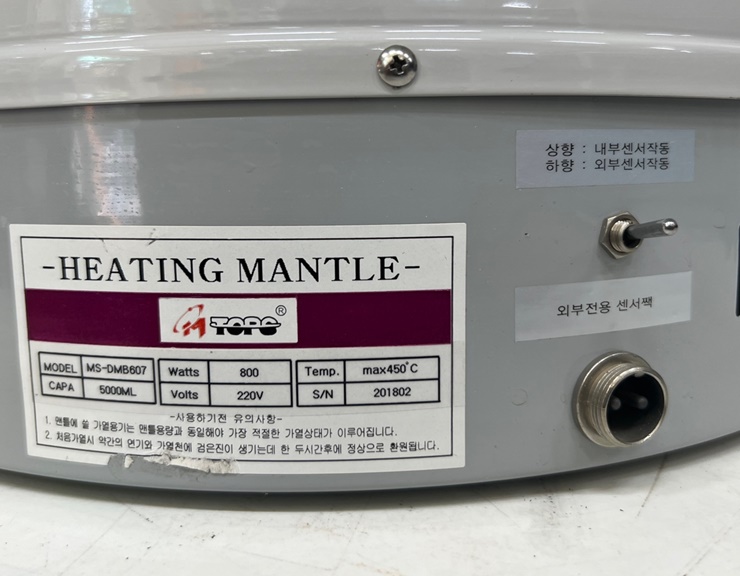 상향 : 내부센서작동
하향 : 외부센서작동
-HEATING MANTLE-
TOPS ®
외부전용 센서짹
MODEL MS-DMB607 Watts 800 Temp. max450°C
CAPA 5000ML Volts 220V S/N 201802
-사용하기전 유의사항-
1. 맨틀에 쓸 가열용기는 맨틀용량과 동일해야 가장 적절한 가열상태가 이루어집니다.
2. 처음가열시 약간의 연기와 가열천에 검은진이 생기는데 한 두시간후에 정상으로 환원됩니다.